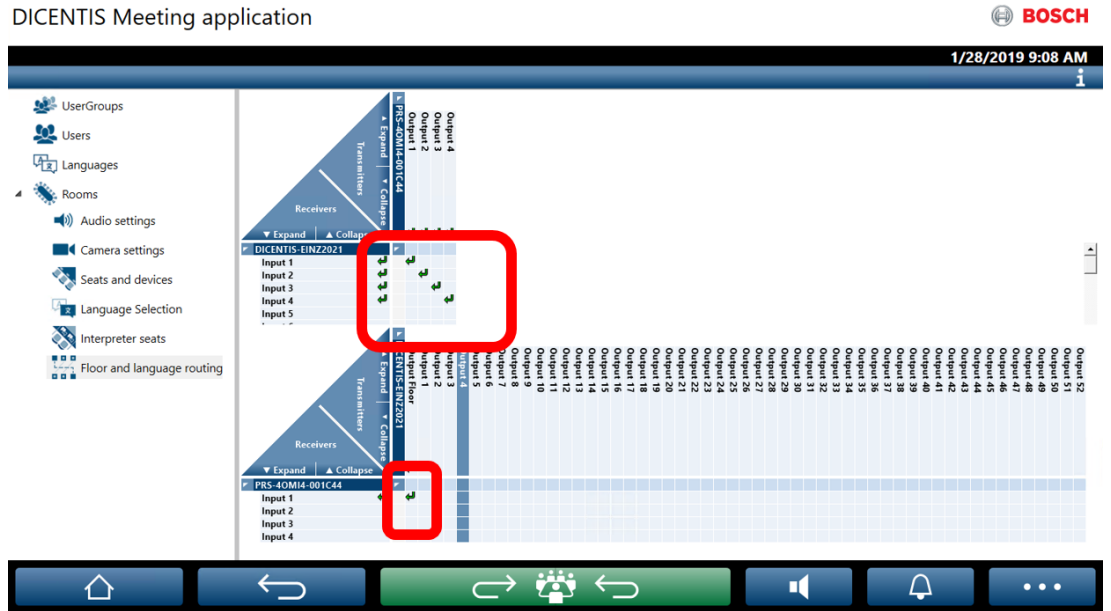 DICENTIS Meeting application
BOSCH
1/28/2019 9:08 AM
i
UserGroups
Users
Languages
Rooms
Audio settings
Camera settings
Seats and devices
Language Selection
Interpreter seats
Floor and language routing
PRS-4OMI4-001C44
Output 1
Output 2
Output 3
Output 4
Transmitters
▲ Expand
▼ Collapse
Receivers
▼ Expand
▲ Collapse
DICENTIS-EINZ2021
Input 1
Input 2
Input 3
Input 4
Input 5
Output Floor
Output 1
Output 2
Output 3
Output 4
Output 5
Output 6
Output 7
Output 8
Output 9
Output 10
Output 11
Output 12
Output 13
Output 14
Output 15
Output 16
Output 17
Output 18
Output 19
Output 20
Output 21
Output 22
Output 23
Output 24
Output 25
Output 26
Output 27
Output 28
Output 29
Output 30
Output 31
Output 32
Output 33
Output 34
Output 35
Output 36
Output 37
Output 38
Output 39
Output 40
Output 41
Output 42
Output 43
Output 44
Output 45
Output 46
Output 47
Output 48
Output 49
Output 50
Output 51
Output 52
Transmitters
Expand
▼ Collapse
Receivers
▼ Expand
▲ Collapse
PRS-4OMI4-001C44
Input 1
Input 2
Input 3
Input 4